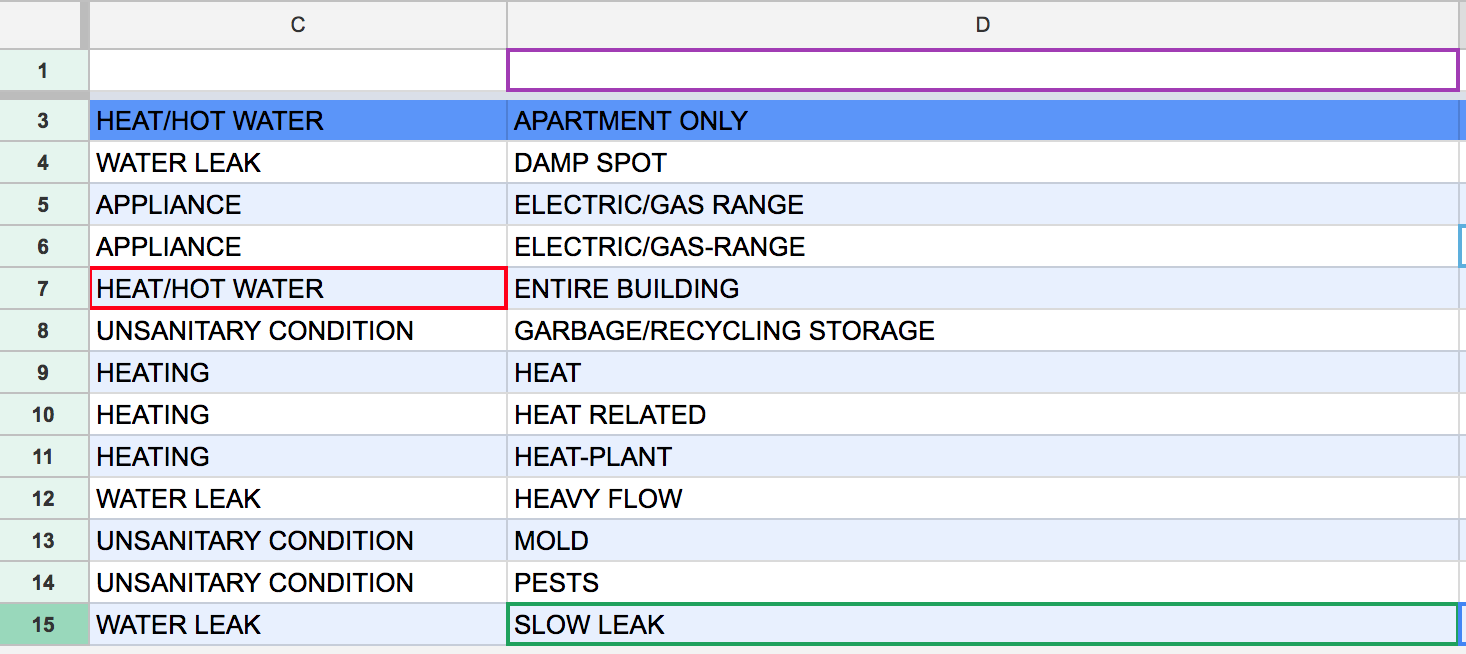 C D
1
3 HEAT/HOT WATER APARTMENT ONLY
4 WATER LEAK DAMP SPOT
5 APPLIANCE ELECTRIC/GAS RANGE
6 APPLIANCE ELECTRIC/GAS-RANGE
7 HEAT/HOT WATER ENTIRE BUILDING
8 UNSANITARY CONDITION GARBAGE/RECYCLING STORAGE
9 HEATING HEAT
10 HEATING HEAT RELATED
11 HEATING HEAT-PLANT
12 WATER LEAK HEAVY FLOW
13 UNSANITARY CONDITION MOLD
14 UNSANITARY CONDITION PESTS
15 WATER LEAK SLOW LEAK